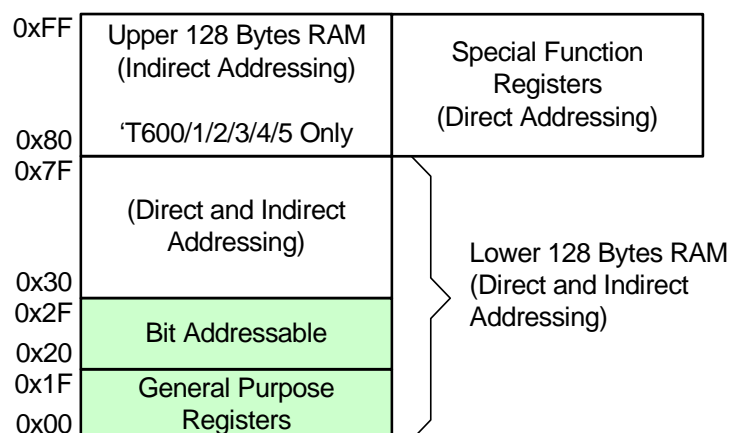 0xFF
Upper 128 Bytes RAM
(Indirect Addressing)
‘T600/1/2/3/4/5 Only
0x80
Special Function
Registers
(Direct Addressing)
0x7F
(Direct and Indirect
Addressing)
0x30
Lower 128 Bytes RAM
(Direct and Indirect
Addressing)
0x2F
Bit Addressable
0x20
0x1F
General Purpose
Registers
0x00